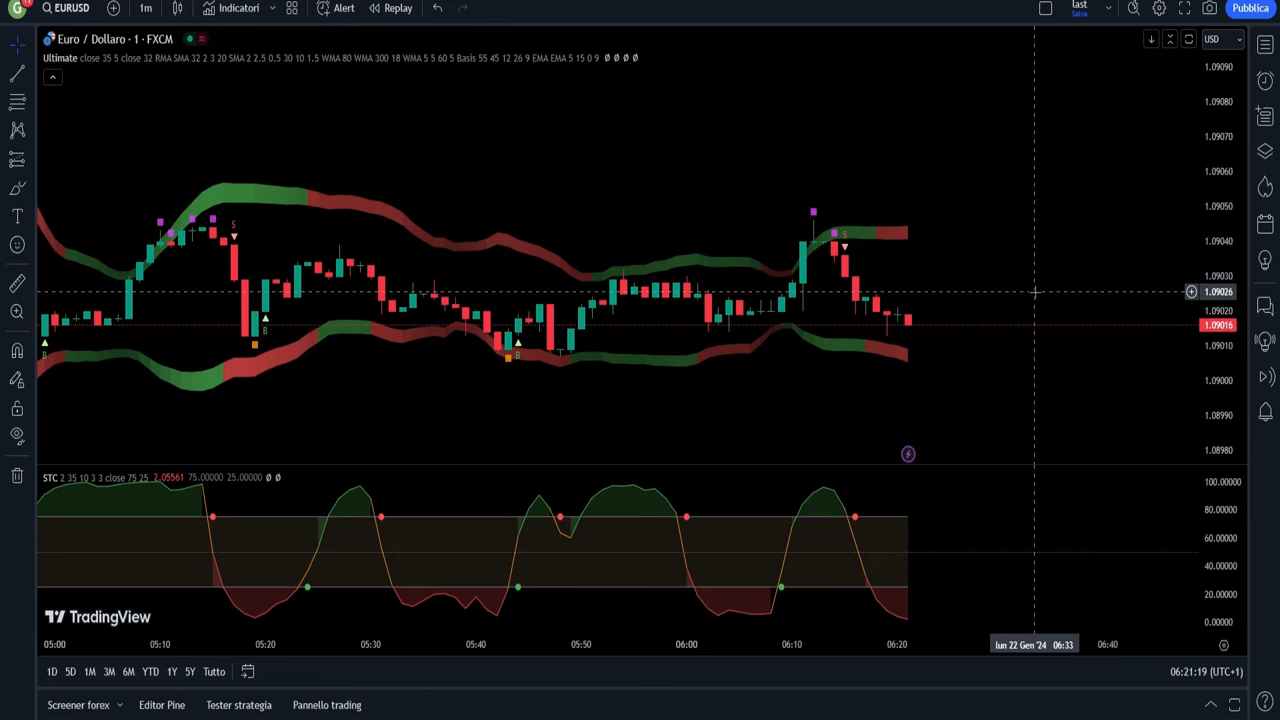 G 11 EURUSD 1m Indicatori Alert Replay last Salva Pubblica
Euro / Dollaro · 1 · FXCM
USD
Ultimate close 35 5 close 32 RMA SMA 32 2 3 20 SMA 2 2.5 0.5 30 10 1.5 WMA 80 WMA 300 18 WMA 5 5 60 5 Basis 55 45 12 26 9 EMA EMA 5 15 0 9 Ø Ø Ø Ø
1.09090
1.09080
1.09070
1.09060
1.09050
1.09040
1.09030
1.09026
1.09020
1.09016
1.09010
1.09000
1.08990
1.08980
S
S
B
B
B
STC 2 35 10 3 3 close 75 25 2.05561 75.00000 25.00000 Ø Ø
100.00000
80.00000
60.00000
40.00000
20.00000
0.00000
TradingView
05:00 05:10 05:20 05:30 05:40 05:50 06:00 06:10 06:20 lun 22 Gen '24 06:33 06:40
1D 5D 1M 3M 6M YTD 1Y 5Y Tutto 06:21:19 (UTC+1)
Screener forex Editor Pine Tester strategia Pannello trading